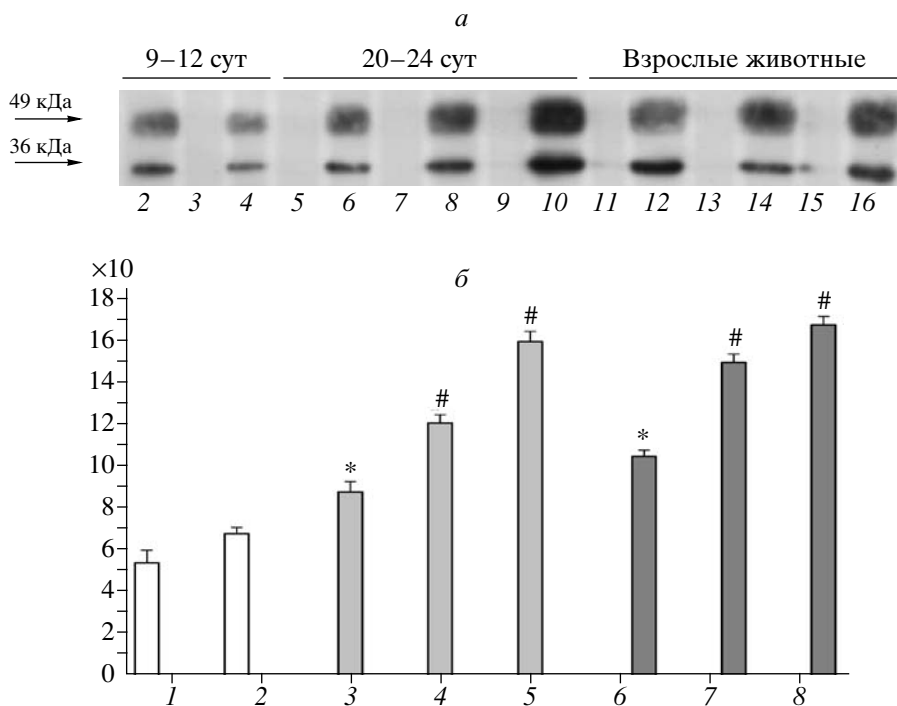 а
9–12 сут 20–24 сут Взрослые животные
49 кДа
36 кДа
2 3 4 5 6 7 8 9 10 11 12 13 14 15 16
×10 б
18
16
14
12
10
8
6
4
2
0
* # # * # #
1 2 3 4 5 6 7 8